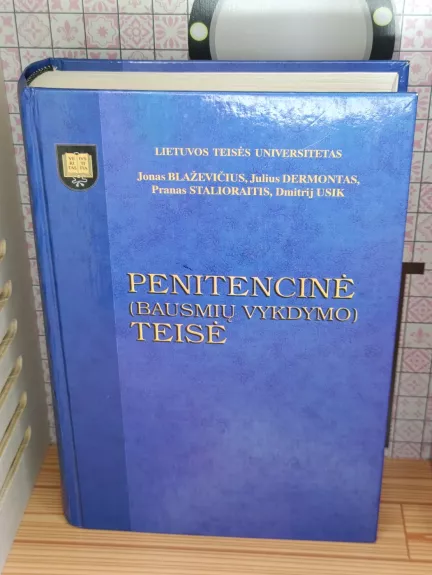 LIETUVOS TEISĖS UNIVERSITETAS
Jonas BLAŽEVIČIUS, Julius DERMONTAS,
Pranas STALIORAITIS, Dmitrij USIK
PENITENCINĖ
(BAUSMIŲ VYKDYMO)
TEISĖ